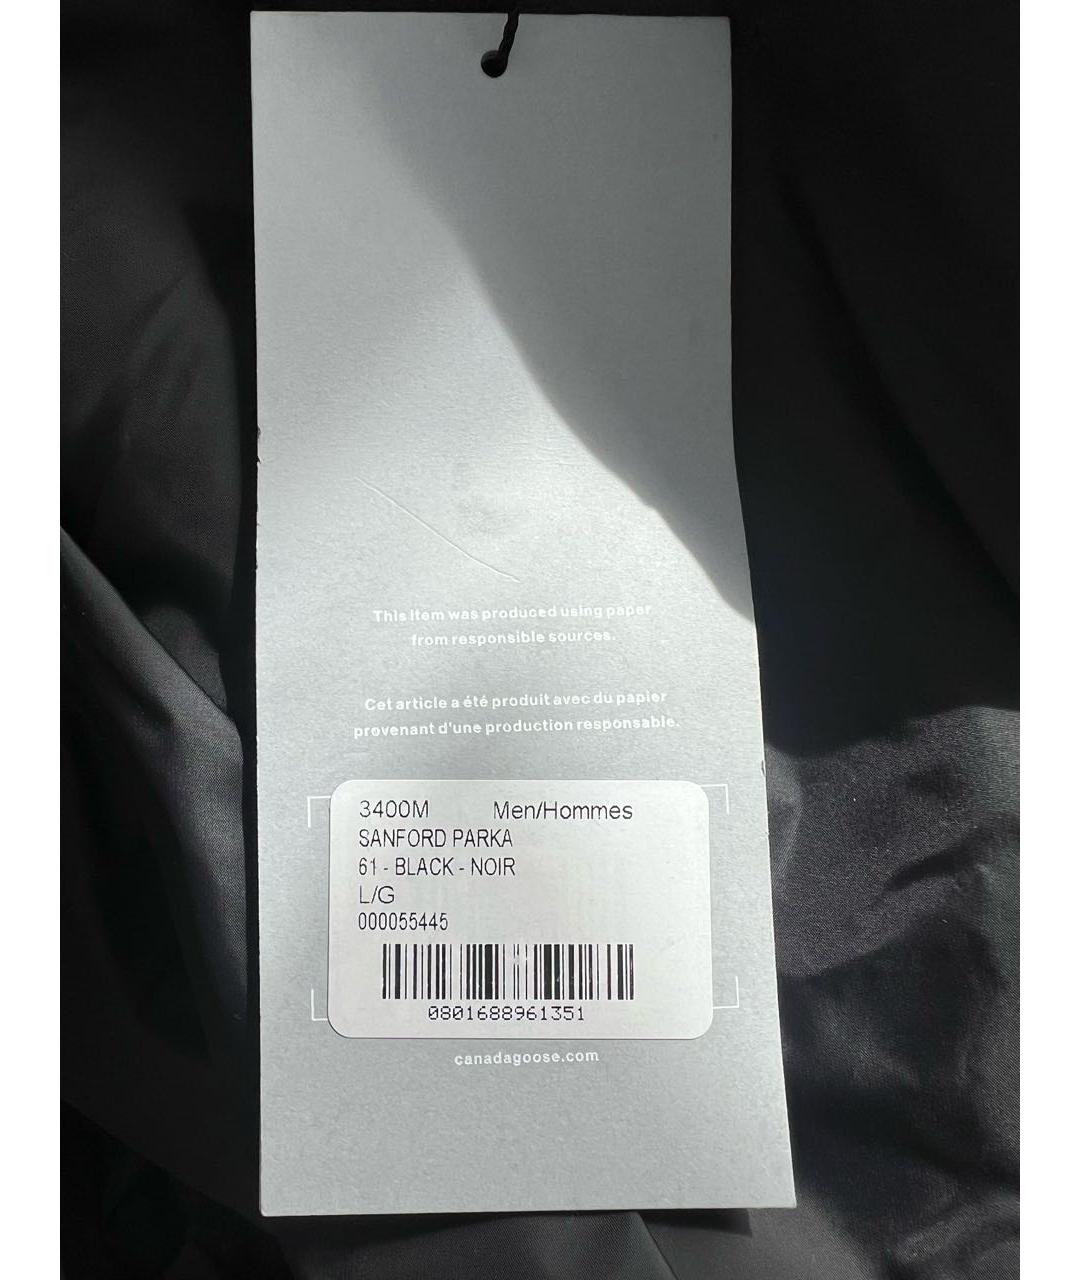 This item was produced using paper
from responsible sources.
Cet article a été produit avec du papier
provenant d'une production responsable.
3400M Men/Hommes
SANFORD PARKA
61 - BLACK - NOIR
L/G
000055445
0801688961351
canadagoose.com